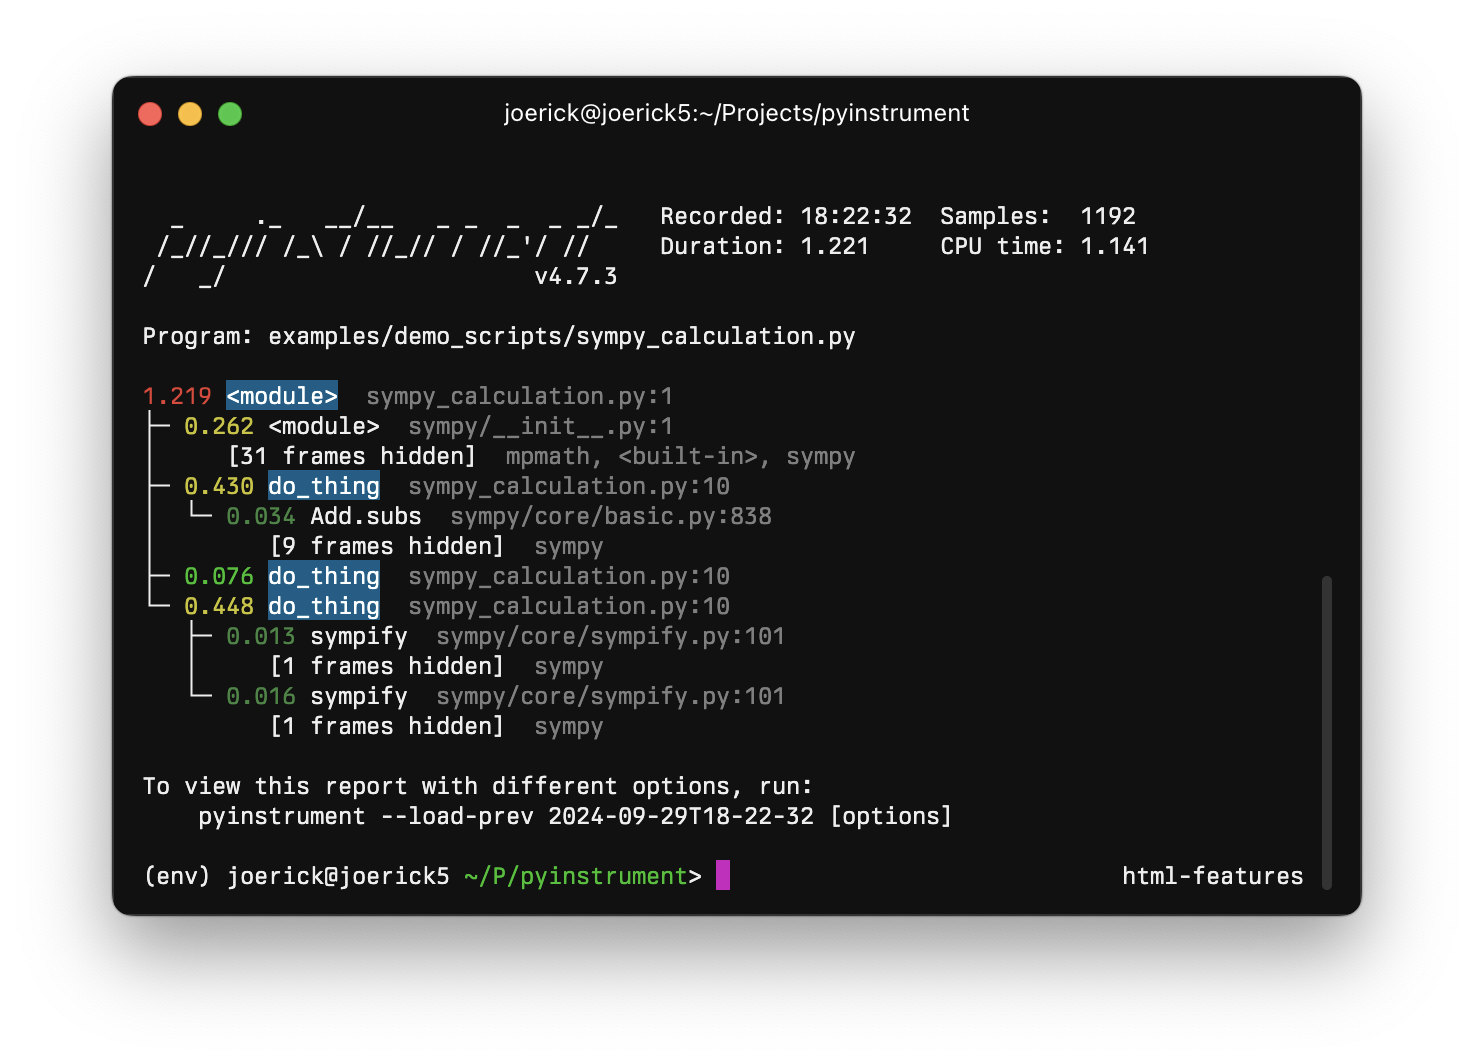 joerick@joerick5:~/Projects/pyinstrument
  _     ._   __/__   _ _  _  _ _/_   Recorded: 18:22:32  Samples:  1192
 /_//_/// /_\ / //_// / //_'/ //     Duration: 1.221     CPU time: 1.141
/   _/                      v4.7.3
Program: examples/demo_scripts/sympy_calculation.py
1.219 <module>  sympy_calculation.py:1
├─ 0.262 <module>  sympy/__init__.py:1
│     [31 frames hidden]  mpmath, <built-in>, sympy
├─ 0.430 do_thing  sympy_calculation.py:10
│  └─ 0.034 Add.subs  sympy/core/basic.py:838
│        [9 frames hidden]  sympy
├─ 0.076 do_thing  sympy_calculation.py:10
└─ 0.448 do_thing  sympy_calculation.py:10
   ├─ 0.013 sympify  sympy/core/sympify.py:101
   │     [1 frames hidden]  sympy
   └─ 0.016 sympify  sympy/core/sympify.py:101
         [1 frames hidden]  sympy
To view this report with different options, run:
    pyinstrument --load-prev 2024-09-29T18-22-32 [options]
(env) joerick@joerick5 ~/P/pyinstrument> html-features